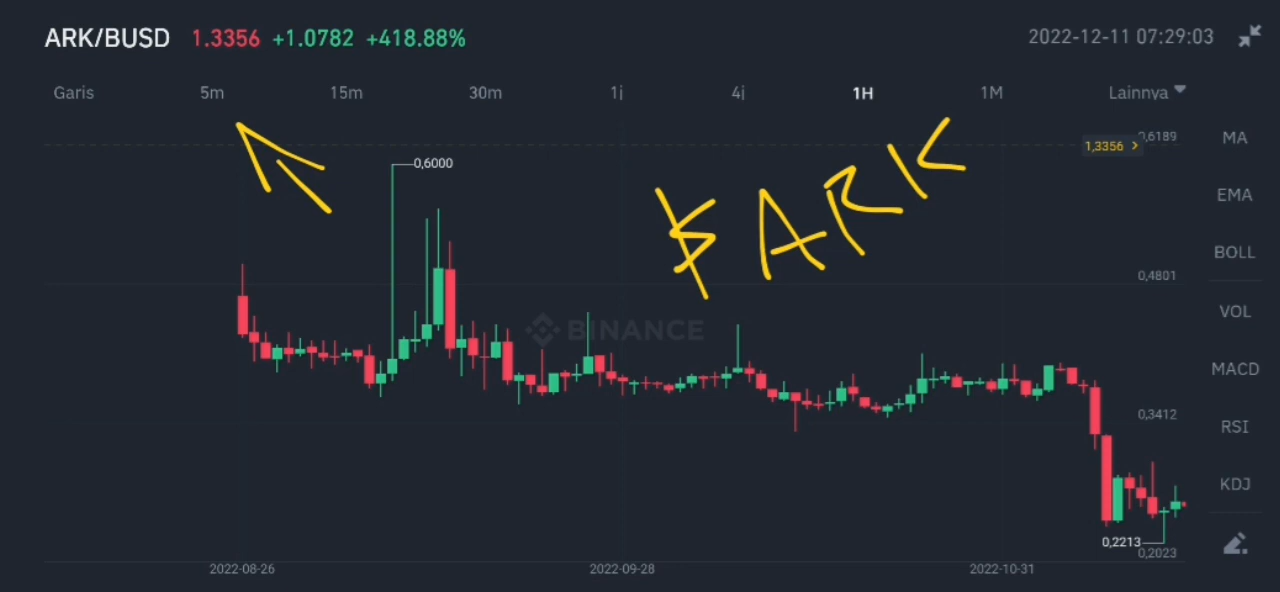 ARK/BUSD 1.3356 +1.0782 +418.88% 2022-12-11 07:29:03
Garis 5m 15m 30m 1j 4j 1H 1M Lainnya
0,6189
1,3356 >
MA
0,6000
$ARK
EMA
BOLL
0,4801
VOL
BINANCE
MACD
0,3412
RSI
KDJ
0,2213
0,2023
2022-08-26 2022-09-28 2022-10-31